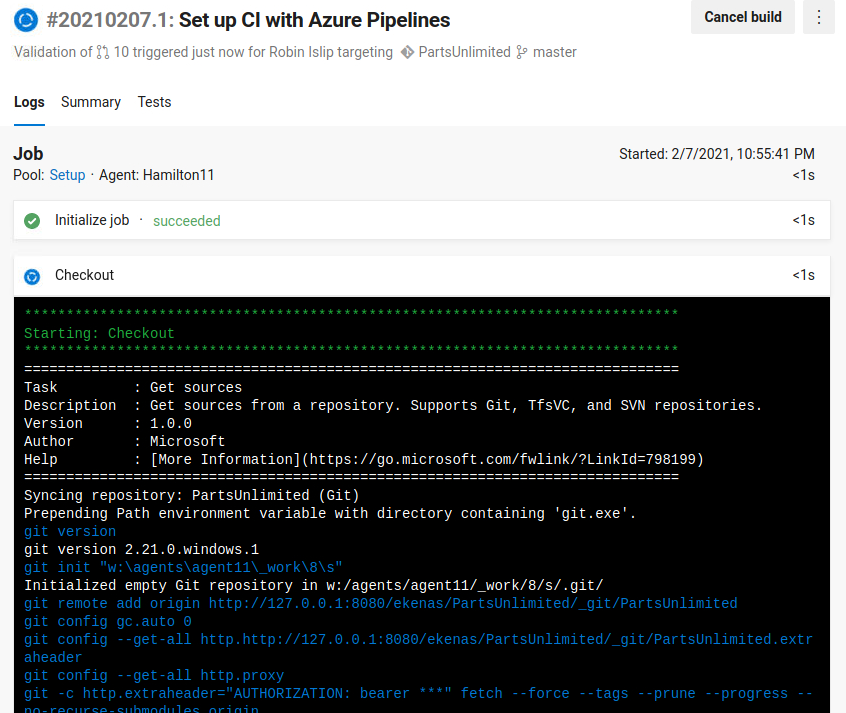 #20210207.1: Set up CI with Azure Pipelines
Cancel build
Validation of 10 triggered just now for Robin Islip targeting PartsUnlimited master
Logs Summary Tests
Job
Started: 2/7/2021, 10:55:41 PM
Pool: Setup · Agent: Hamilton11
<1s
Initialize job · succeeded
<1s
Checkout
<1s
******************************************************************************
Starting: Checkout
******************************************************************************
==============================================================================
Task         : Get sources
Description  : Get sources from a repository. Supports Git, TfsVC, and SVN repositories.
Version      : 1.0.0
Author       : Microsoft
Help         : [More Information](https://go.microsoft.com/fwlink/?LinkId=798199)
==============================================================================
Syncing repository: PartsUnlimited (Git)
Prepending Path environment variable with directory containing 'git.exe'.
git version
git version 2.21.0.windows.1
git init "w:\agents\agent11\_work\8\s"
Initialized empty Git repository in w:/agents/agent11/_work/8/s/.git/
git remote add origin http://127.0.0.1:8080/ekenas/PartsUnlimited/_git/PartsUnlimited
git config gc.auto 0
git config --get-all http.http://127.0.0.1:8080/ekenas/PartsUnlimited/_git/PartsUnlimited.extr
aheader
git config --get-all http.proxy
git -c http.extraheader="AUTHORIZATION: bearer ***" fetch --force --tags --prune --progress --
no-recurse-submodules origin